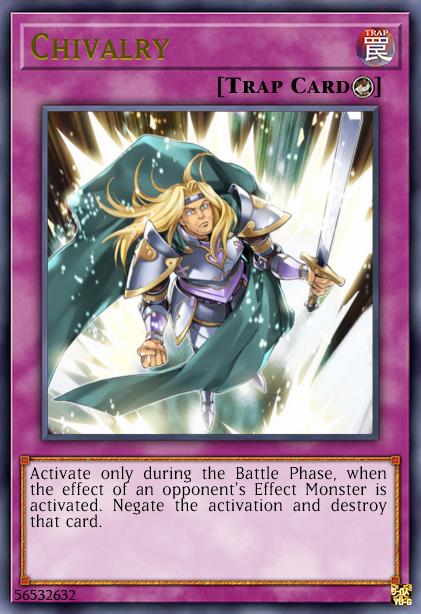 CHIVALRY
TRAP
罠
[TRAP CARD]
Activate only during the Battle Phase, when
the effect of an opponent's Effect Monster is
activated. Negate the activation and destroy
that card.
56532632